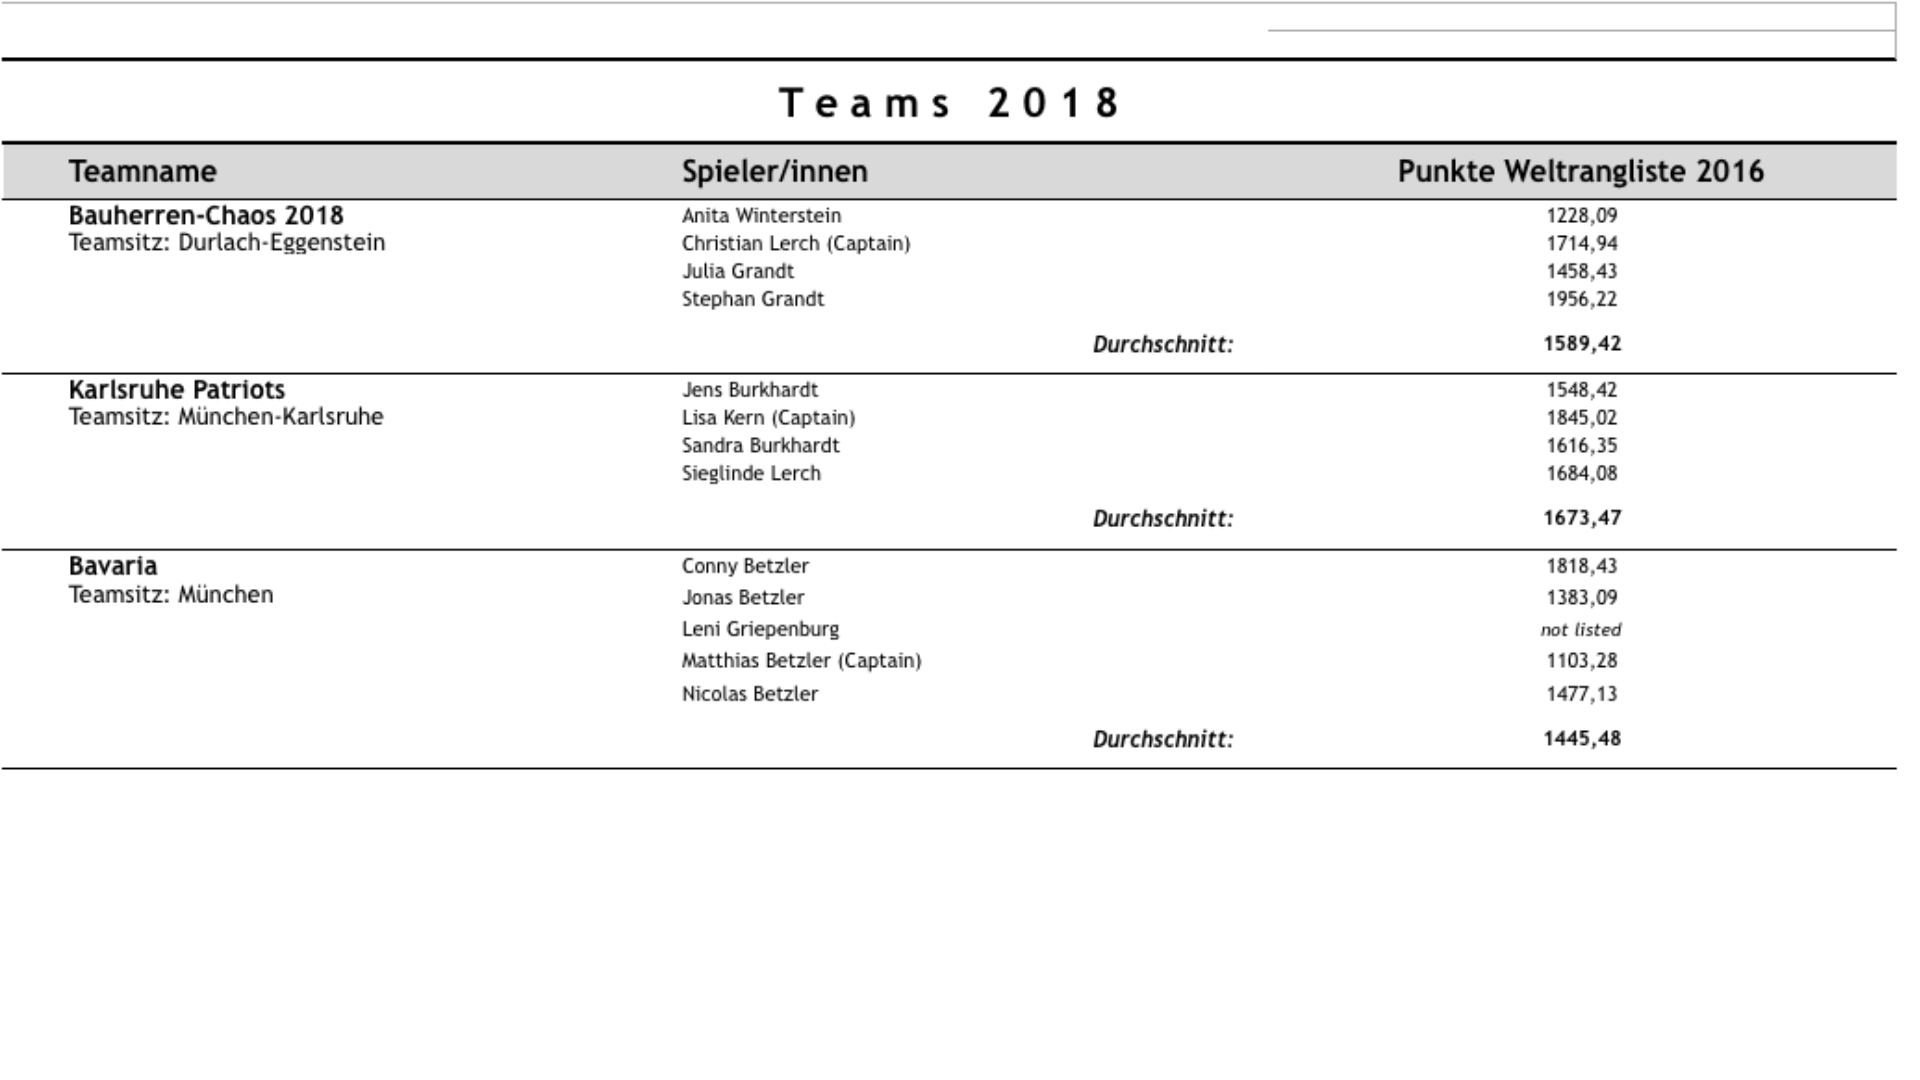 Teams 2018
Teamname Spieler/innen Punkte Weltrangliste 2016
Bauherren-Chaos 2018 Anita Winterstein 1228,09
Teamsitz: Durlach-Eggenstein Christian Lerch (Captain) 1714,94
Julia Grandt 1458,43
Stephan Grandt 1956,22
Durchschnitt: 1589,42
Karlsruhe Patriots Jens Burkhardt 1548,42
Teamsitz: München-Karlsruhe Lisa Kern (Captain) 1845,02
Sandra Burkhardt 1616,35
Sieglinde Lerch 1684,08
Durchschnitt: 1673,47
Bavaria Conny Betzler 1818,43
Teamsitz: München Jonas Betzler 1383,09
Leni Griepenburg not listed
Matthias Betzler (Captain) 1103,28
Nicolas Betzler 1477,13
Durchschnitt: 1445,48